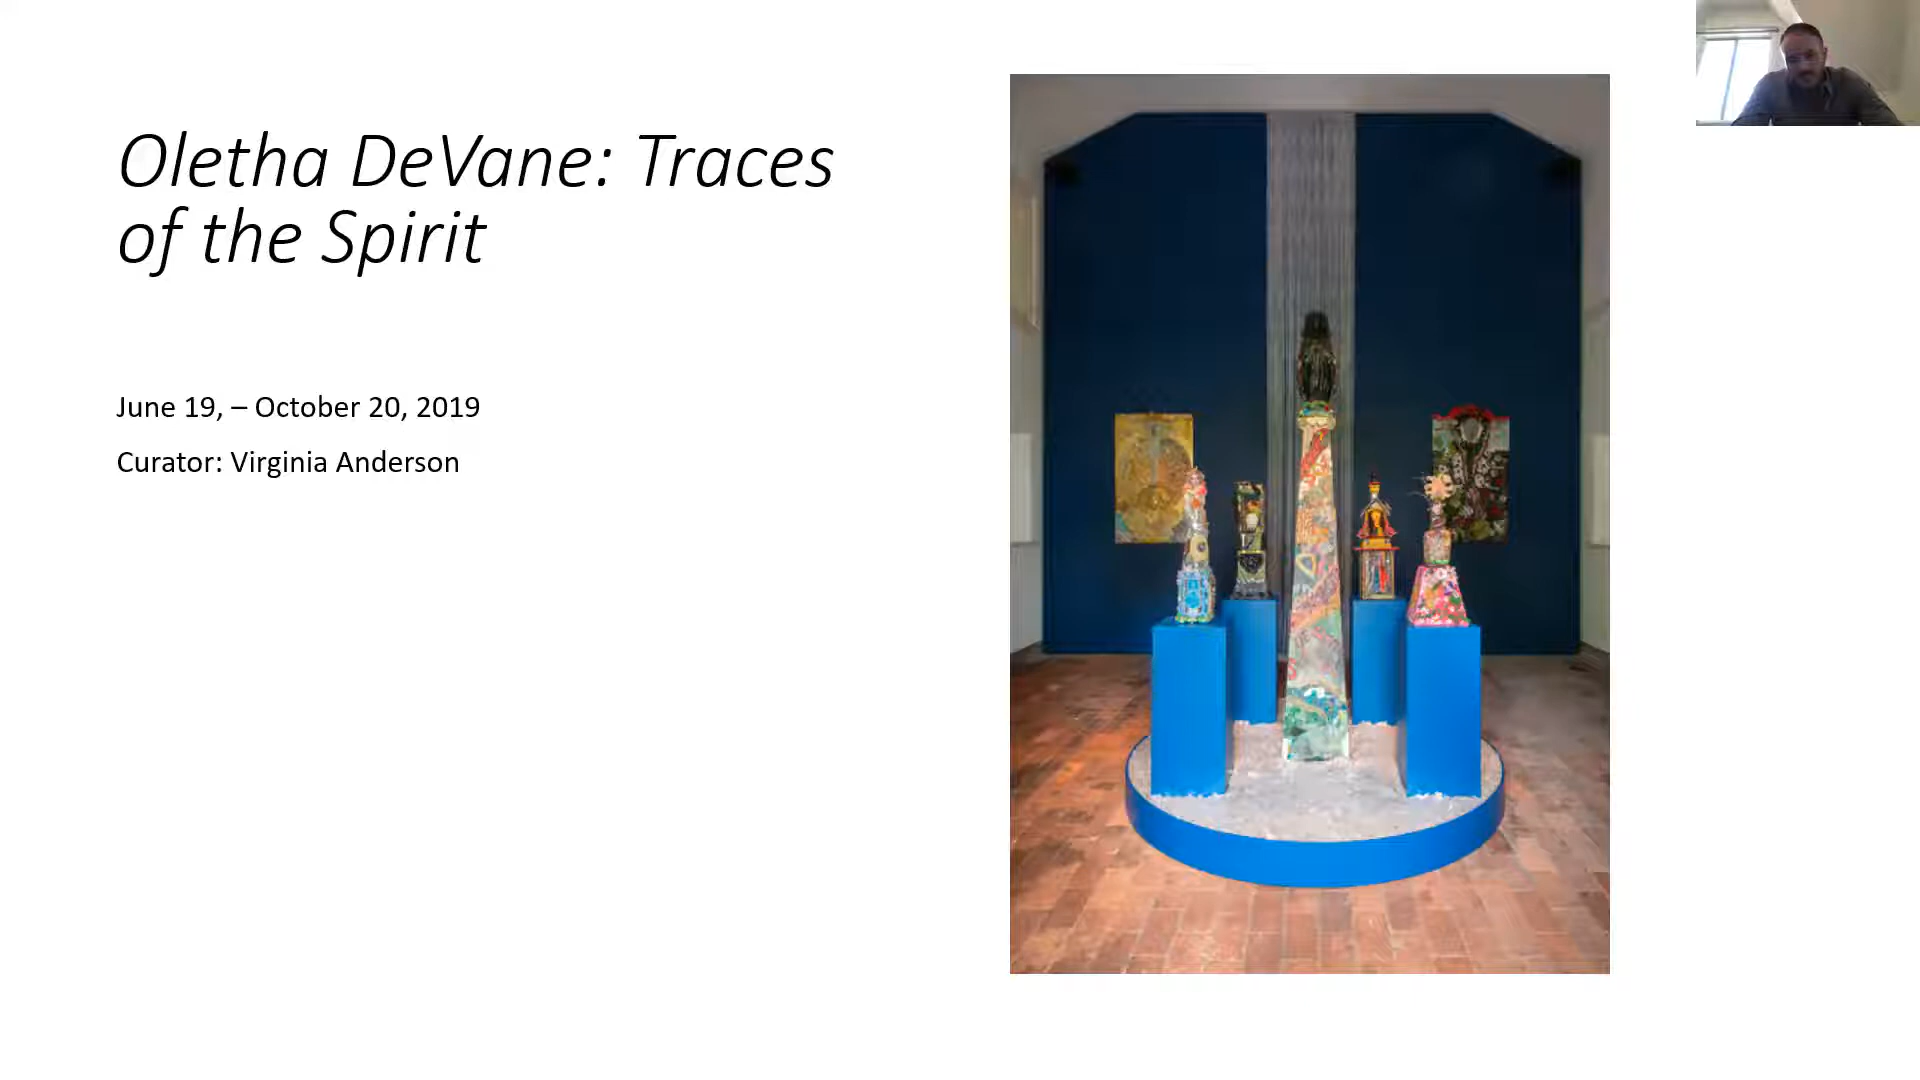 Oletha DeVane: Traces
of the Spirit
June 19, – October 20, 2019
Curator: Virginia Anderson